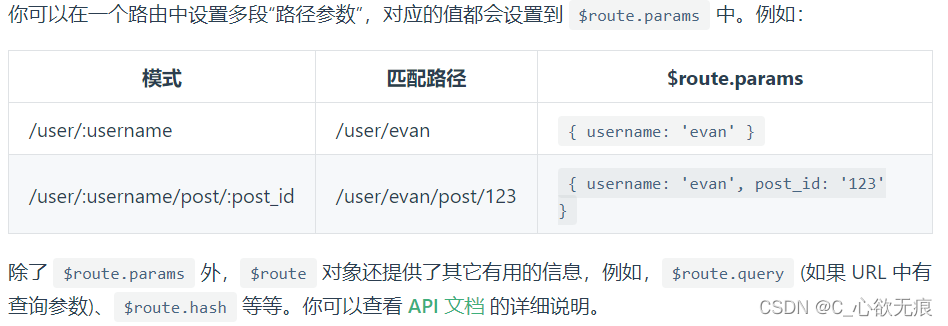 你可以在一个路由中设置多段“路径参数”，对应的值都会设置到 $route.params 中。例如：
模式 匹配路径 $route.params
/user/:username /user/evan { username: 'evan' }
/user/:username/post/:post_id /user/evan/post/123 { username: 'evan', post_id: '123'
}
除了 $route.params 外，$route 对象还提供了其它有用的信息，例如，$route.query (如果 URL 中有
查询参数)、$route.hash 等等。你可以查看 API 文档 的详细说明。
CSDN @C_心欲无痕